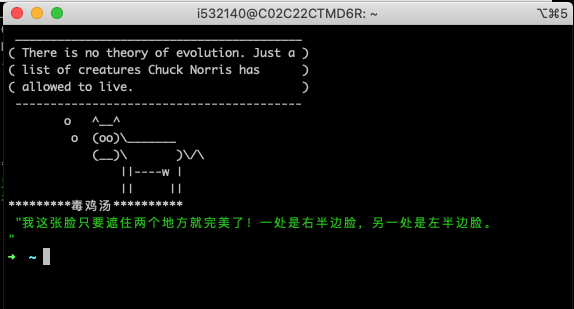 i532140@C02C22CTMD6R: ~ ⌥⌘5
 _________________________________________
( There is no theory of evolution. Just a )
( list of creatures Chuck Norris has      )
( allowed to live.                        )
 -----------------------------------------
        o   ^__^
         o  (oo)\_______
            (__)\       )\/\
                ||----w |
                ||     ||
*********毒鸡汤**********
 "我这张脸只要遮住两个地方就完美了！一处是右半边脸，另一处是左半边脸。
"
➜  ~